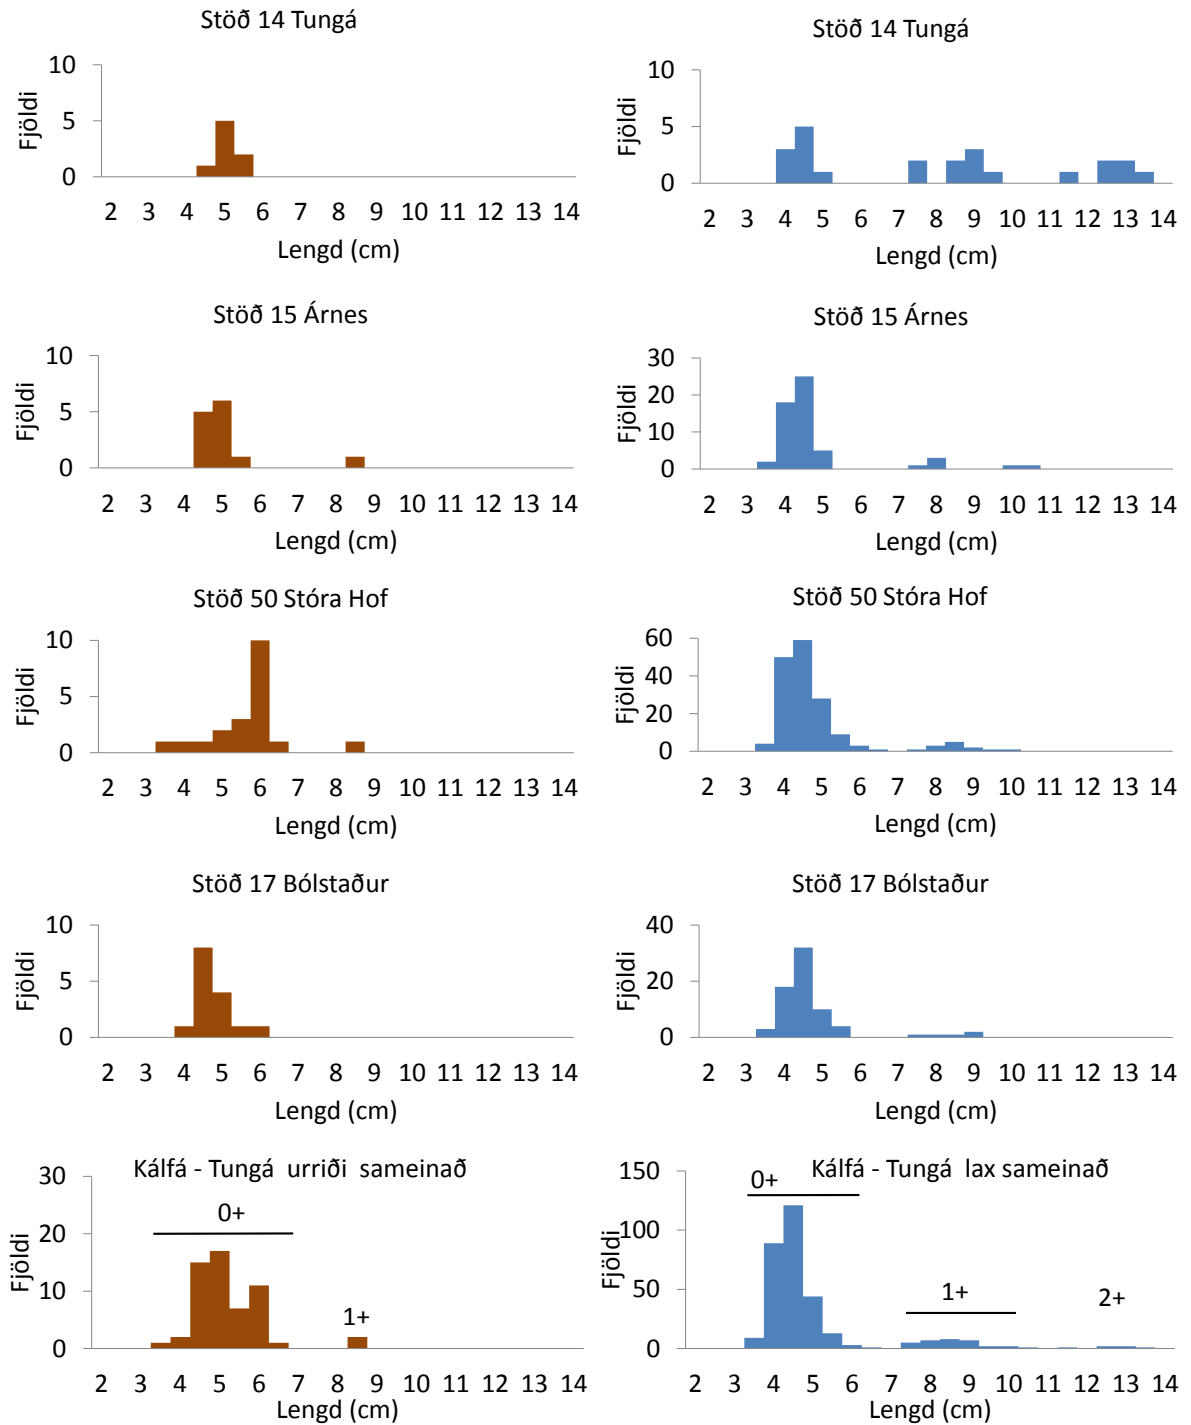 Stöð 14 Tungá
10
5
0
Fjöldi
2 3 4 5 6 7 8 9 10 11 12 13 14
Lengd (cm)
Stöð 14 Tungá
10
5
0
Fjöldi
2 3 4 5 6 7 8 9 10 11 12 13 14
Lengd (cm)
Stöð 15 Árnes
10
5
0
Fjöldi
2 3 4 5 6 7 8 9 10 11 12 13 14
Lengd (cm)
Stöð 15 Árnes
30
20
10
0
Fjöldi
2 3 4 5 6 7 8 9 10 11 12 13 14
Lengd (cm)
Stöð 50 Stóra Hof
10
5
0
Fjöldi
2 3 4 5 6 7 8 9 10 11 12 13 14
Lengd (cm)
Stöð 50 Stóra Hof
60
40
20
0
Fjöldi
2 3 4 5 6 7 8 9 10 11 12 13 14
Lengd (cm)
Stöð 17 Bólstaður
10
5
0
Fjöldi
2 3 4 5 6 7 8 9 10 11 12 13 14
Lengd (cm)
Stöð 17 Bólstaður
40
20
0
Fjöldi
2 3 4 5 6 7 8 9 10 11 12 13 14
Lengd (cm)
Kálfá - Tungá urriði sameinað
30
20
10
0
Fjöldi
0+
1+
2 3 4 5 6 7 8 9 10 11 12 13 14
Lengd (cm)
Kálfá - Tungá lax sameinað
150
100
50
0
Fjöldi
0+
1+
2+
2 3 4 5 6 7 8 9 10 11 12 13 14
Lengd (cm)